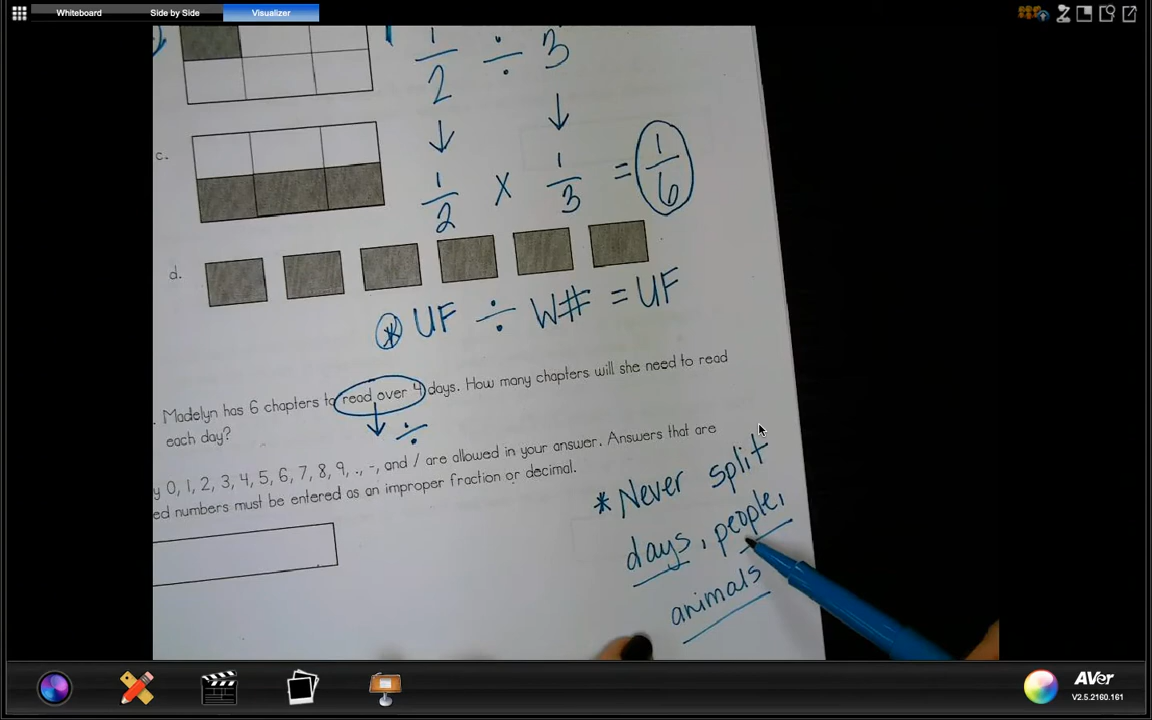 Whiteboard Side by Side Visualizer
1/2 ÷ 3
c.
1/2 x 1/3 = 1/6
d.
* UF ÷ W# = UF
. Madelyn has 6 chapters to read over 4 days. How many chapters will she need to read
each day?
÷
y 0, 1, 2, 3, 4, 5, 6, 7, 8, 9, ., -, and / are allowed in your answer. Answers that are
ed numbers must be entered as an improper fraction or decimal.
*Never split
days, people,
animals
AVer
V2.5.2160.161